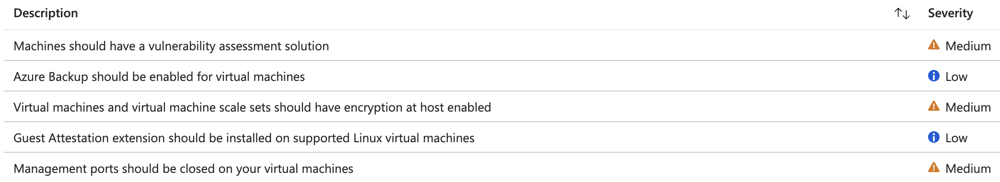 Description ↑↓ Severity
Machines should have a vulnerability assessment solution Medium
Azure Backup should be enabled for virtual machines Low
Virtual machines and virtual machine scale sets should have encryption at host enabled Medium
Guest Attestation extension should be installed on supported Linux virtual machines Low
Management ports should be closed on your virtual machines Medium